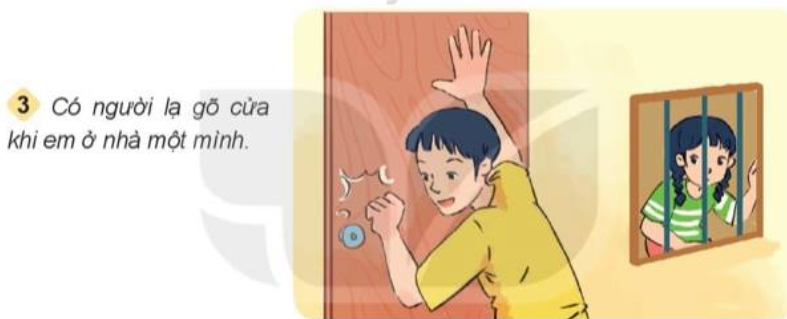 3 Có người lạ gõ cửa
khi em ở nhà một mình.